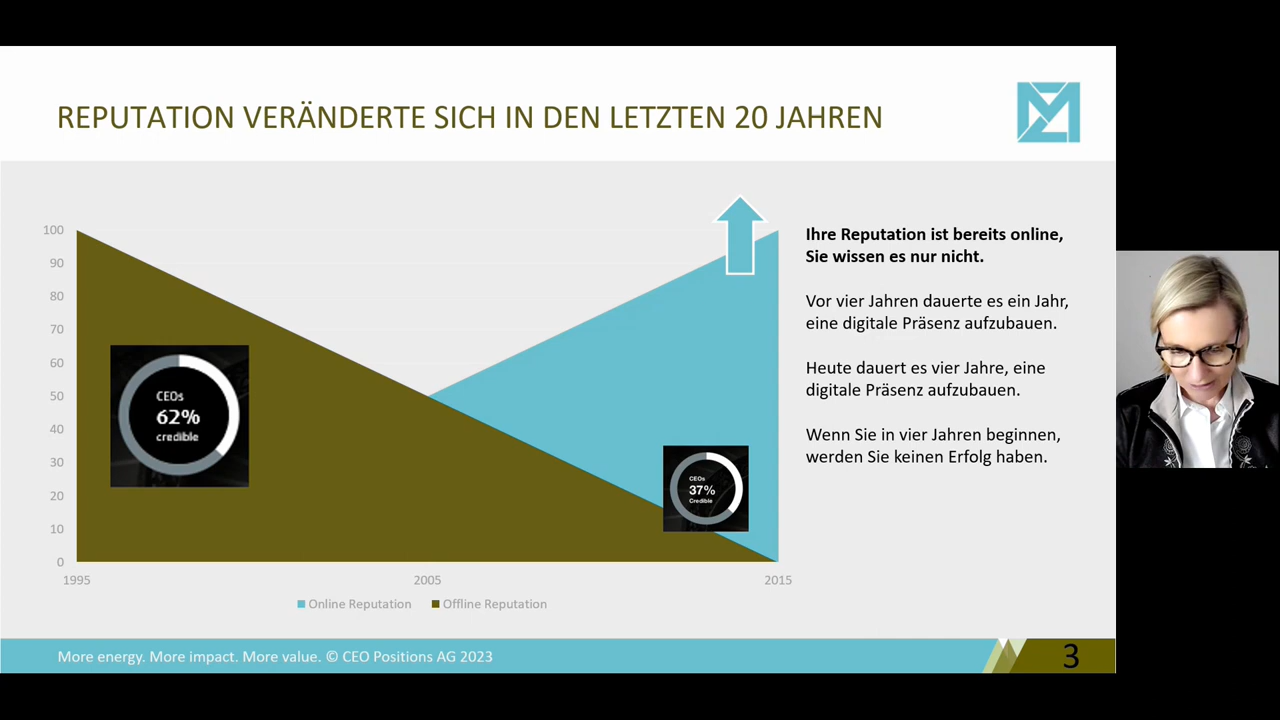 REPUTATION VERÄNDERTE SICH IN DEN LETZTEN 20 JAHREN
100
90
80
70
60
50
40
30
20
10
0
1995
2005
2015
CEOs
62%
credible
CEOs
37%
Credible
Online Reputation
Offline Reputation
Ihre Reputation ist bereits online,
Sie wissen es nur nicht.
Vor vier Jahren dauerte es ein Jahr,
eine digitale Präsenz aufzubauen.
Heute dauert es vier Jahre, eine
digitale Präsenz aufzubauen.
Wenn Sie in vier Jahren beginnen,
werden Sie keinen Erfolg haben.
More energy. More impact. More value. © CEO Positions AG 2023
3